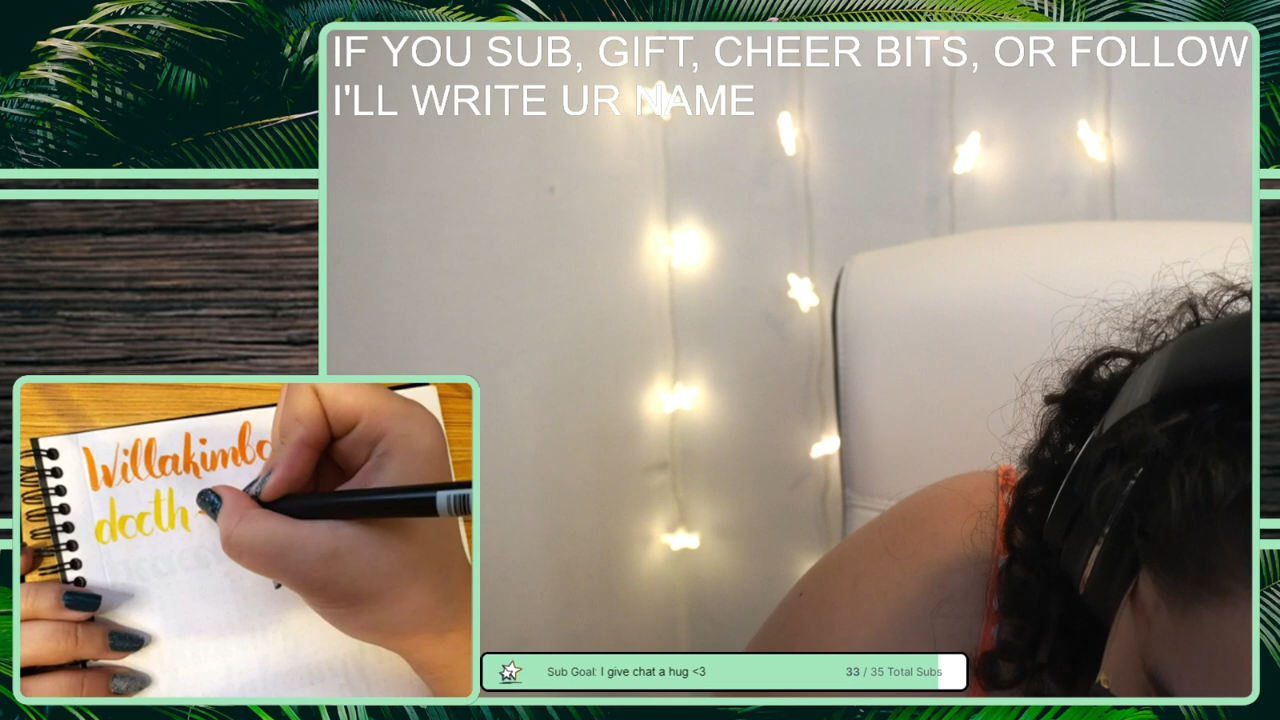 IF YOU SUB, GIFT, CHEER BITS, OR FOLLOW
I'LL WRITE UR NAME
Willakimbo
dooth
Sub Goal: I give chat a hug <3 33 / 35 Total Subs